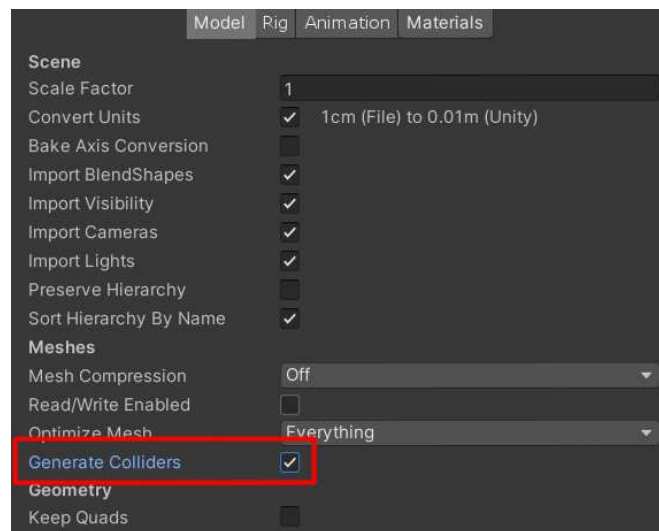 Model Rig Animation Materials
Scene
Scale Factor 1
Convert Units 1cm (File) to 0.01m (Unity)
Bake Axis Conversion
Import BlendShapes
Import Visibility
Import Cameras
Import Lights
Preserve Hierarchy
Sort Hierarchy By Name
Meshes
Mesh Compression Off
Read/Write Enabled
Optimize Mesh Everything
Generate Colliders
Geometry
Keep Quads